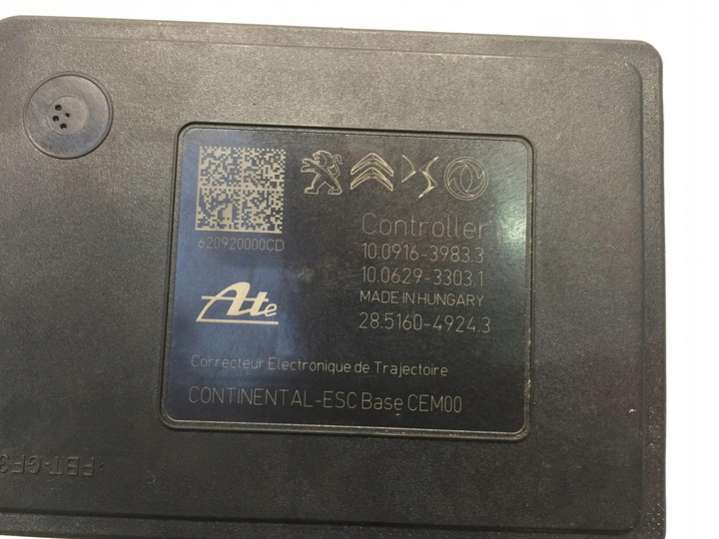 620920000CD
Controller
10.0916-3983.3
10.0629-3303.1
MADE IN HUNGARY
28.5160-4924.3
Ate
Correcteur Electronique de Trajectoire
CONTINENTAL-ESC Base CEM00